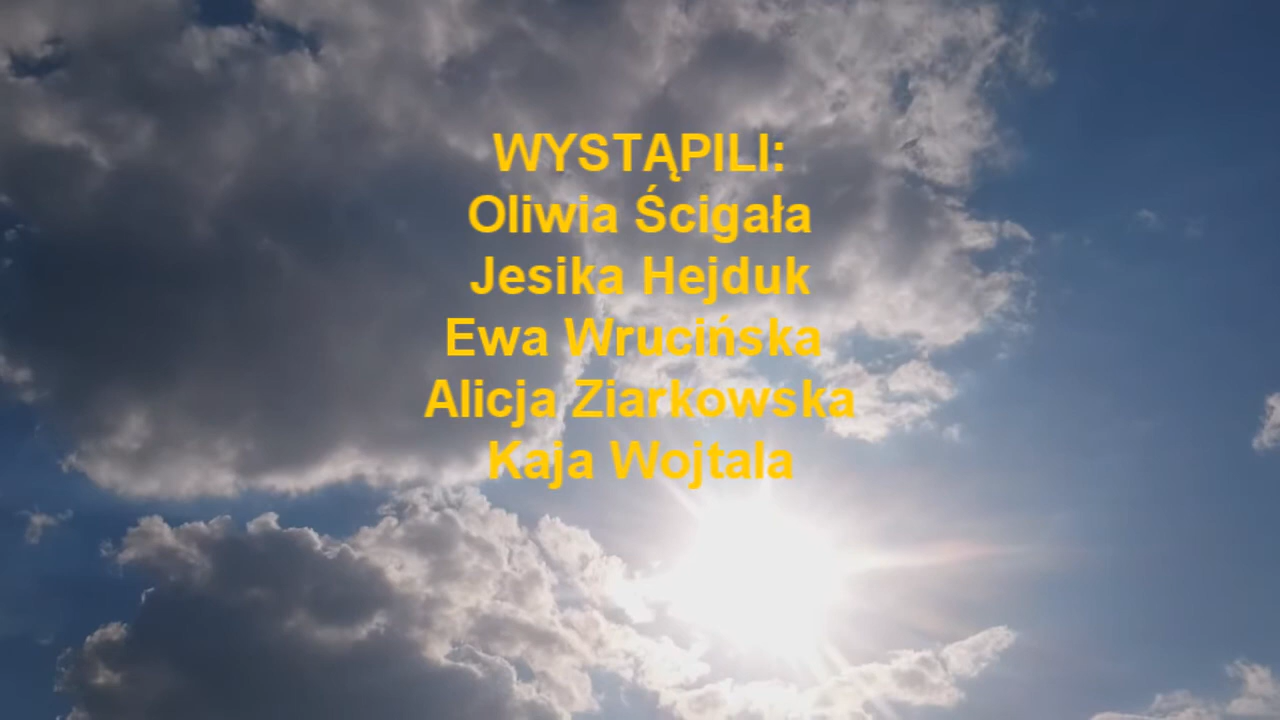 WYSTĄPILI:
Oliwia Ścigała
Jesika Hejduk
Ewa Wrucińska
Alicja Ziarkowska
Kaja Wojtala